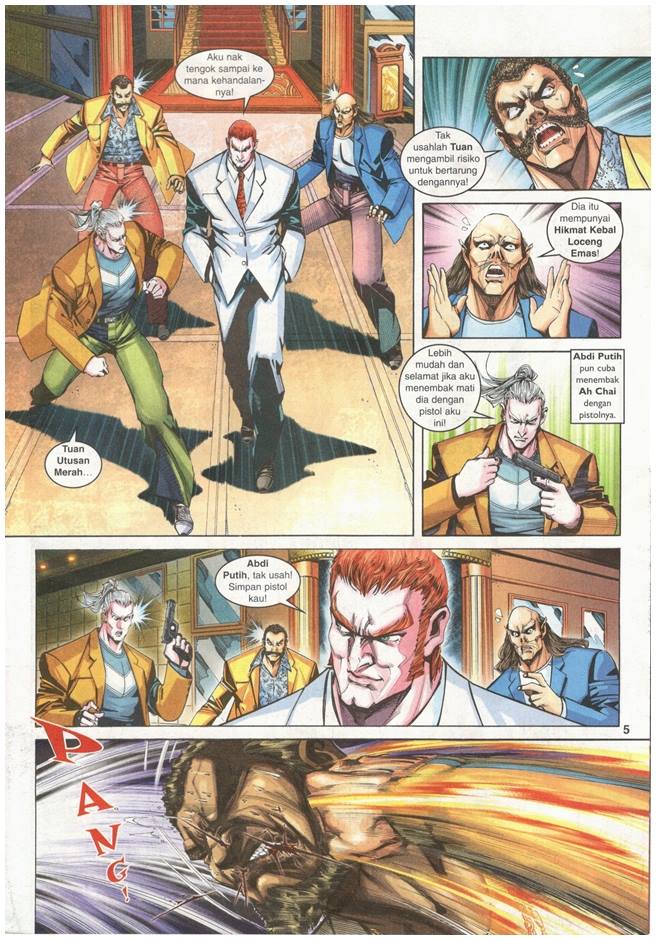 Aku nak
tengok sampai ke
mana kehandalan-
nya!
Tuan
Utusan
Merah...
Tak
usahlah Tuan
mengambil risiko
untuk bertarung
dengannya!
Dia itu
mempunyai
Hikmat Kebal
Loceng
Emas!
Lebih
mudah dan
selamat jika aku
menembak mati
dia dengan
pistol aku
ini!
Abdi Putih
pun cuba
menembak
Ah Chai
dengan
pistolnya.
Abdi
Putih, tak usah!
Simpan pistol
kau!
5
PANG!